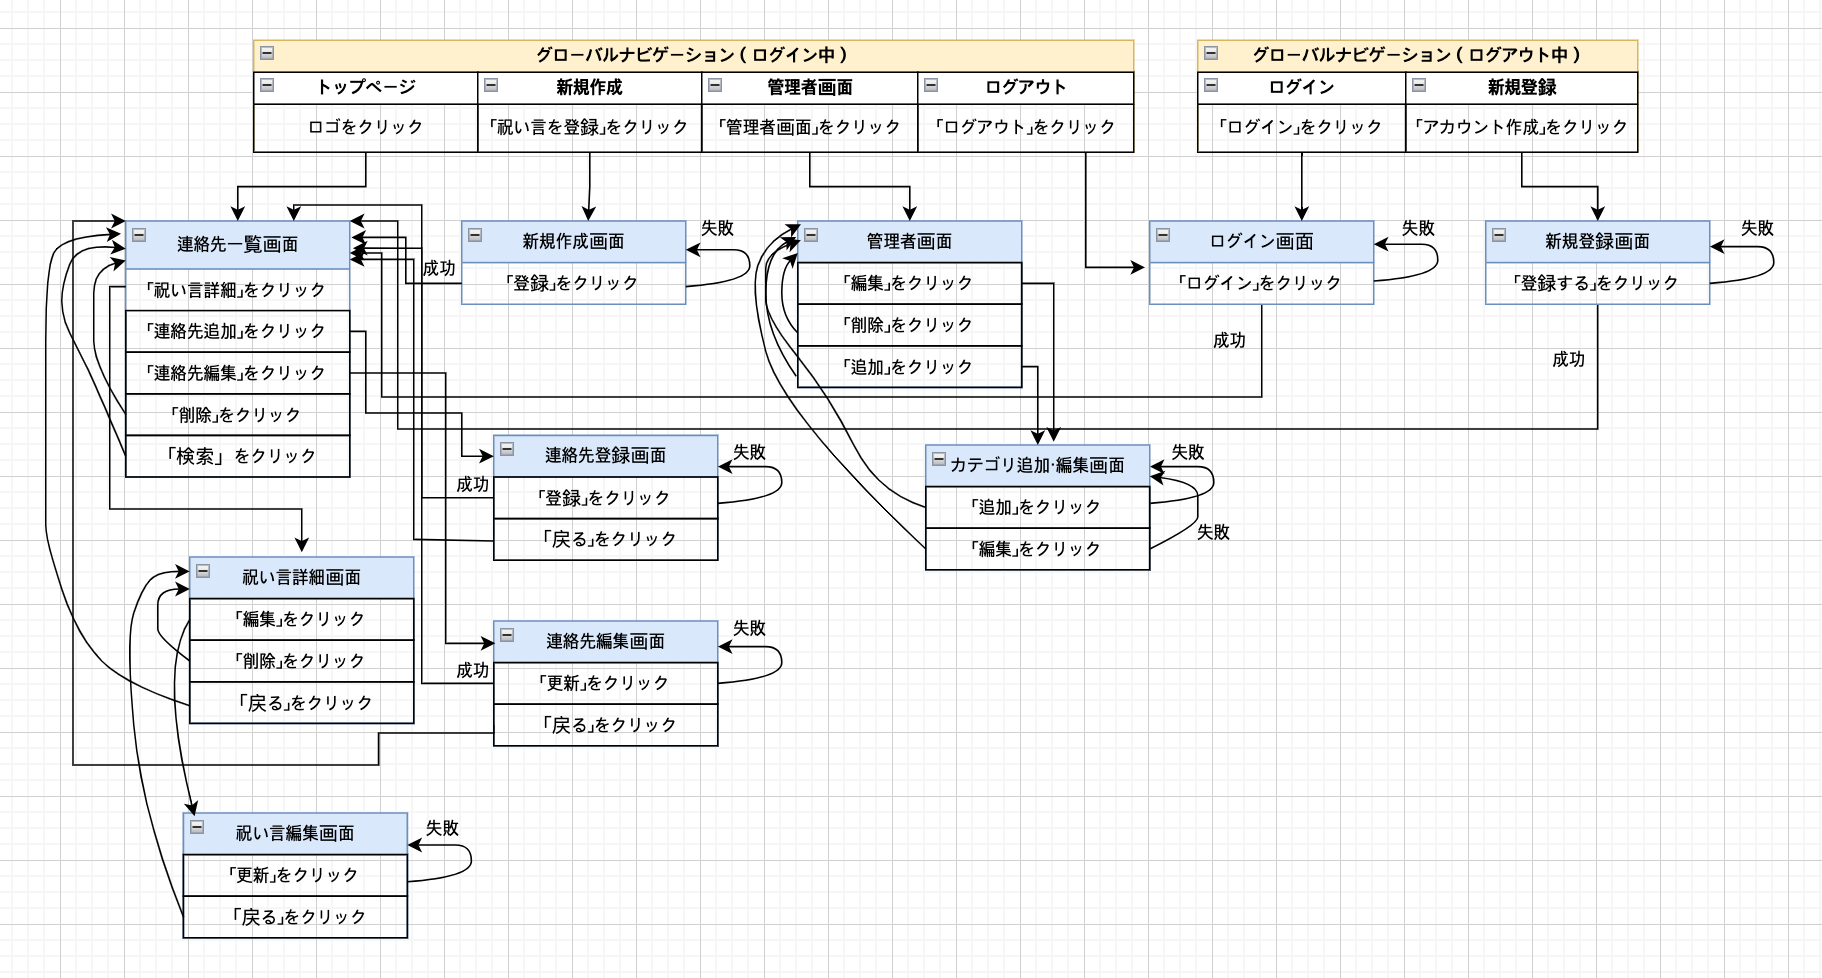 グローバルナビゲーション ( ログイン中 )
トップページ
新規作成
管理者画面
ログアウト
ロゴをクリック
「祝い言を登録」をクリック
「管理者画面」をクリック
「ログアウト」をクリック
グローバルナビゲーション ( ログアウト中 )
ログイン
新規登録
「ログイン」をクリック
「アカウント作成」をクリック
連絡先一覧画面
「祝い言詳細」をクリック
「連絡先追加」をクリック
「連絡先編集」をクリック
「削除」をクリック
「検索」をクリック
新規作成画面
「登録」をクリック
失敗
成功
管理者画面
「編集」をクリック
「削除」をクリック
「追加」をクリック
ログイン画面
「ログイン」をクリック
失敗
成功
新規登録画面
「登録する」をクリック
失敗
成功
連絡先登録画面
「登録」をクリック
「戻る」をクリック
失敗
成功
カテゴリ追加・編集画面
「追加」をクリック
「編集」をクリック
失敗
失敗
祝い言詳細画面
「編集」をクリック
「削除」をクリック
「戻る」をクリック
連絡先編集画面
「更新」をクリック
「戻る」をクリック
失敗
成功
祝い言編集画面
「更新」をクリック
「戻る」をクリック
失敗